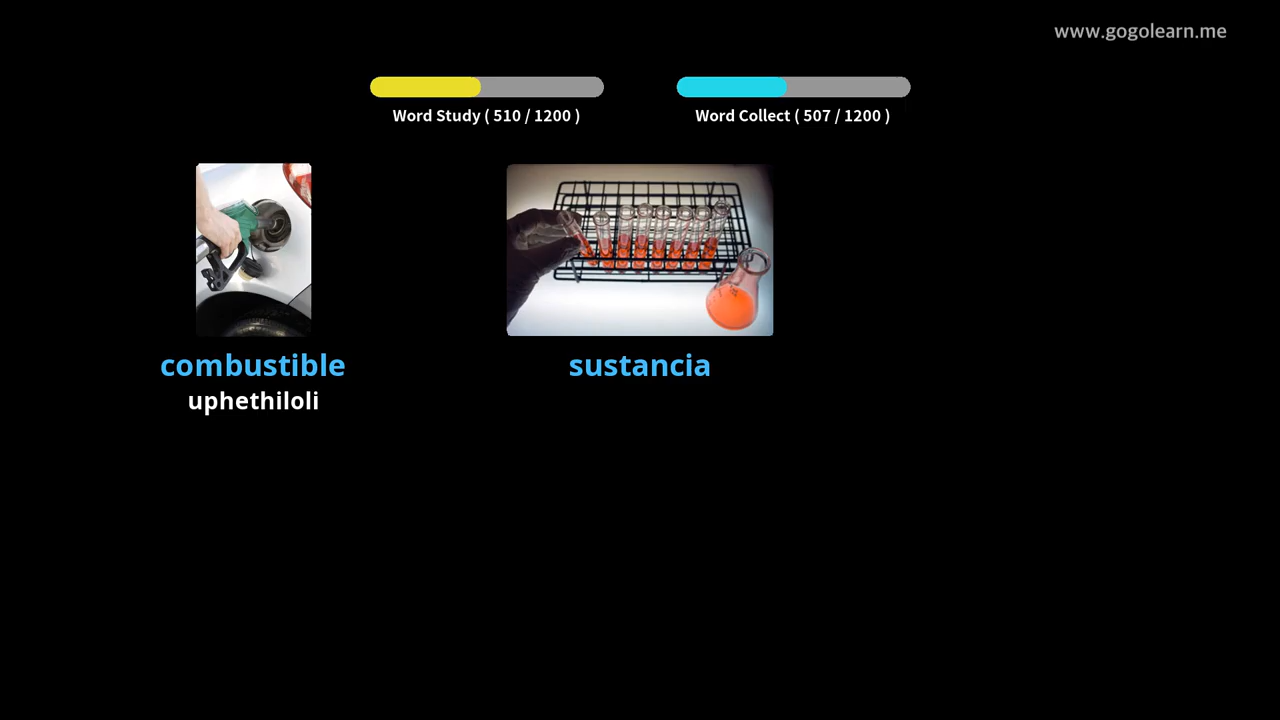 www.gogolearn.me
Word Study ( 510 / 1200 )
Word Collect ( 507 / 1200 )
combustible
sustancia
uphethiloli